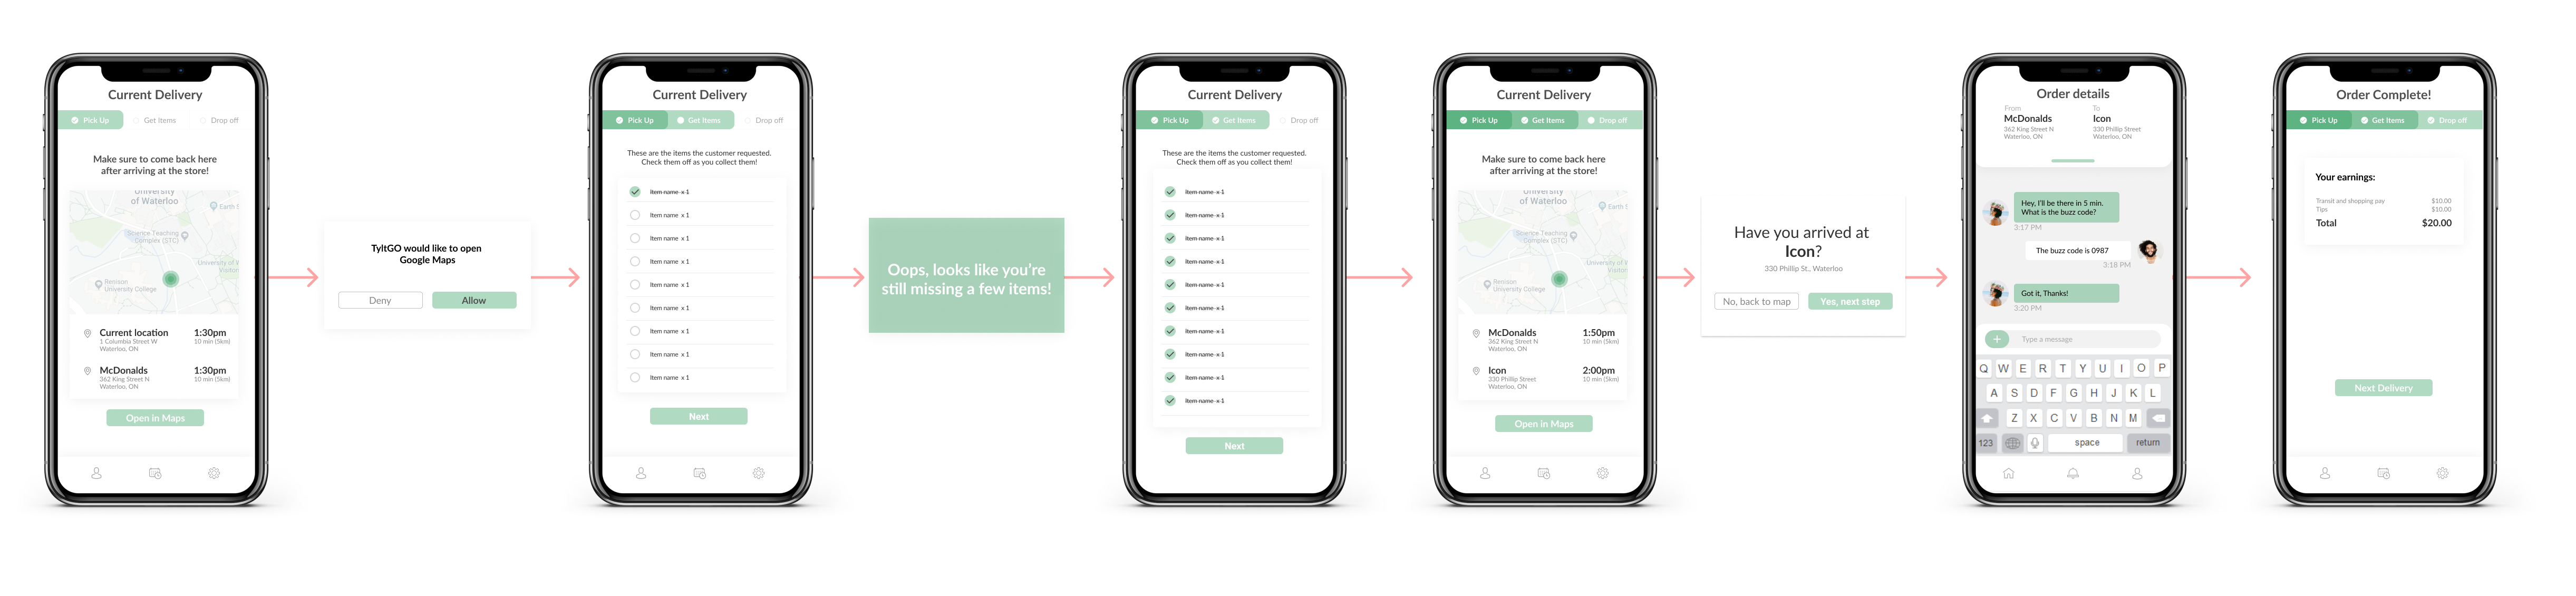 Current Delivery
Pick Up
Get Items
Drop off
Make sure to come back here
after arriving at the store!
University
of Waterloo
Earth S
Science Teaching
Complex (STC)
University of W
Visitor
Renison
University College
Current location
1:30pm
1 Columbia Street W
10 min (5km)
Waterloo, ON
McDonalds
1:30pm
362 King Street N
10 min (5km)
Waterloo, ON
Open in Maps
TyltGO would like to open
Google Maps
Deny
Allow
Current Delivery
Pick Up
Get Items
Drop off
These are the items the customer requested.
Check them off as you collect them!
Item name x 1
Item name x 1
Item name x 1
Item name x 1
Item name x 1
Item name x 1
Item name x 1
Item name x 1
Item name x 1
Next
Oops, looks like you're
still missing a few items!
Current Delivery
Pick Up
Get Items
Drop off
These are the items the customer requested.
Check them off as you collect them!
Item name x 1
Item name x 1
Item name x 1
Item name x 1
Item name x 1
Item name x 1
Item name x 1
Item name x 1
Item name x 1
Item name x 1
Next
Current Delivery
Pick Up
Get Items
Drop off
Make sure to come back here
after arriving at the store!
University
of Waterloo
Earth S
Science Teaching
Complex (STC)
University of W
Visitor
Renison
University College
McDonalds
1:50pm
362 King Street N
10 min (5km)
Waterloo, ON
Icon
2:00pm
330 Phillip Street
10 min (5km)
Waterloo, ON
Open in Maps
Have you arrived at
Icon?
330 Phillip St., Waterloo
No, back to map
Yes, next step
Order details
From
To
McDonalds
Icon
362 King Street N
330 Phillip Street
Waterloo, ON
Waterloo, ON
Hey, I'll be there in 5 min.
What is the buzz code?
3:17 PM
The buzz code is 0987
3:18 PM
Got it, Thanks!
3:20 PM
+
Type a message
Q W E R T Y U I O P
A S D F G H J K L
Z X C V B N M
123
space
return
Order Complete!
Pick Up
Get Items
Drop off
Your earnings:
Transit and shopping pay
$10.00
Tips
$10.00
Total
$20.00
Next Delivery